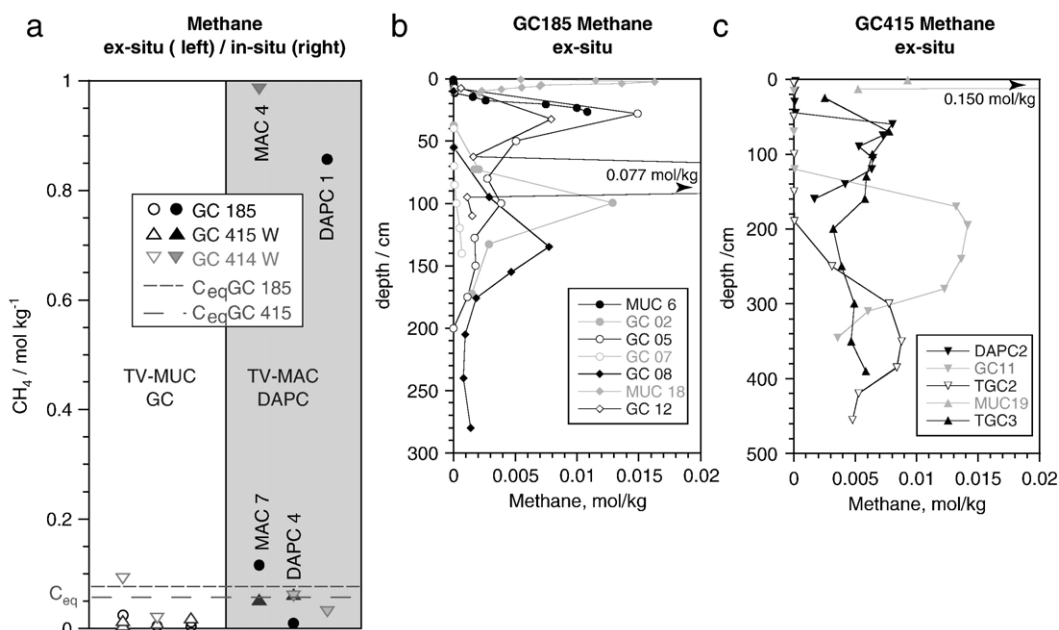 a
Methane
ex-situ ( left) / in-situ (right)
CH4 / mol kg-1
1
0.8
0.6
0.4
0.2
Ceq
0
MAC 4
DAPC 1
GC 185
GC 415 W
GC 414 W
CeqGC 185
CeqGC 415
TV-MUC
GC
TV-MAC
DAPC
MAC 7
DAPC 4
b
GC185 Methane
ex-situ
depth / cm
0
50
100
150
200
250
300
0.077 mol/kg
MUC 6
GC 02
GC 05
GC 07
GC 08
MUC 18
GC 12
0 0.005 0.01 0.015 0.02
Methane, mol/kg
c
GC415 Methane
ex-situ
depth /cm
0
100
200
300
400
500
0.150 mol/kg
DAPC2
GC11
TGC2
MUC19
TGC3
0 0.005 0.01 0.015 0.02
Methane, mol/kg